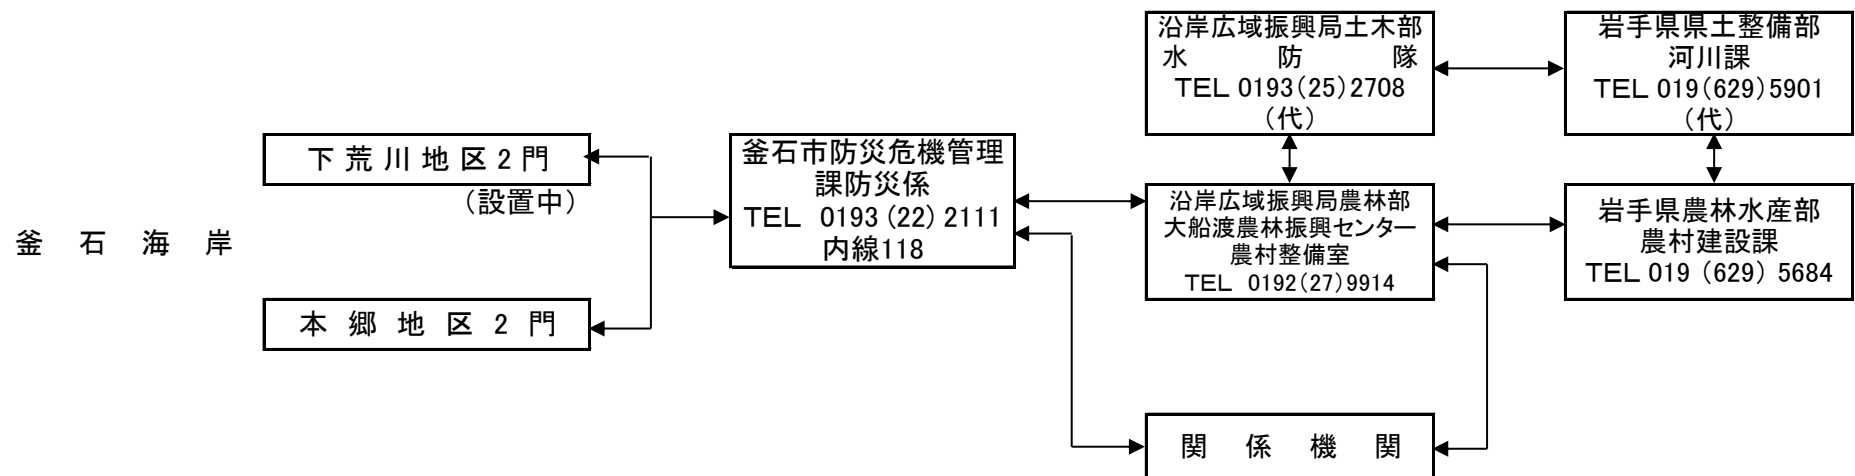 釜石海岸
下荒川地区2門
（設置中）
本郷地区2門
釜石市防災危機管理
課防災係
TEL 0193(22)2111
内線118
沿岸広域振興局土木部
水防隊
TEL 0193(25)2708
（代）
沿岸広域振興局農林部
大船渡農林振興センター
農村整備室
TEL 0192(27)9914
関係機関
岩手県県土整備部
河川課
TEL 019(629)5901
（代）
岩手県農林水産部
農村建設課
TEL 019 (629) 5684